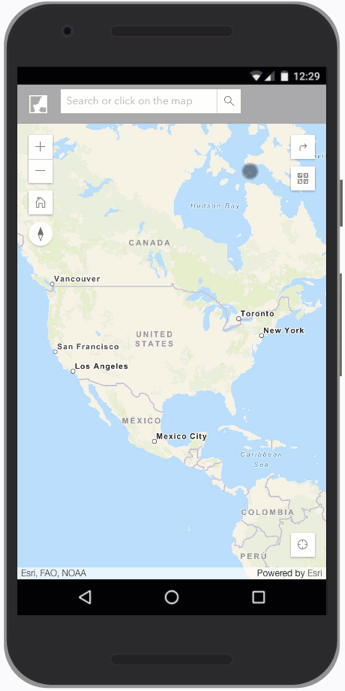 12:29
Search or click on the map
Hudson Bay
CANADA
Vancouver
Toronto
New York
UNITED
STATES
San Francisco
Los Angeles
MÉXICO
Mexico City
Caribbean
Sea
COLOMBIA
PERU
Esri, FAO, NOAA
Powered by Esri